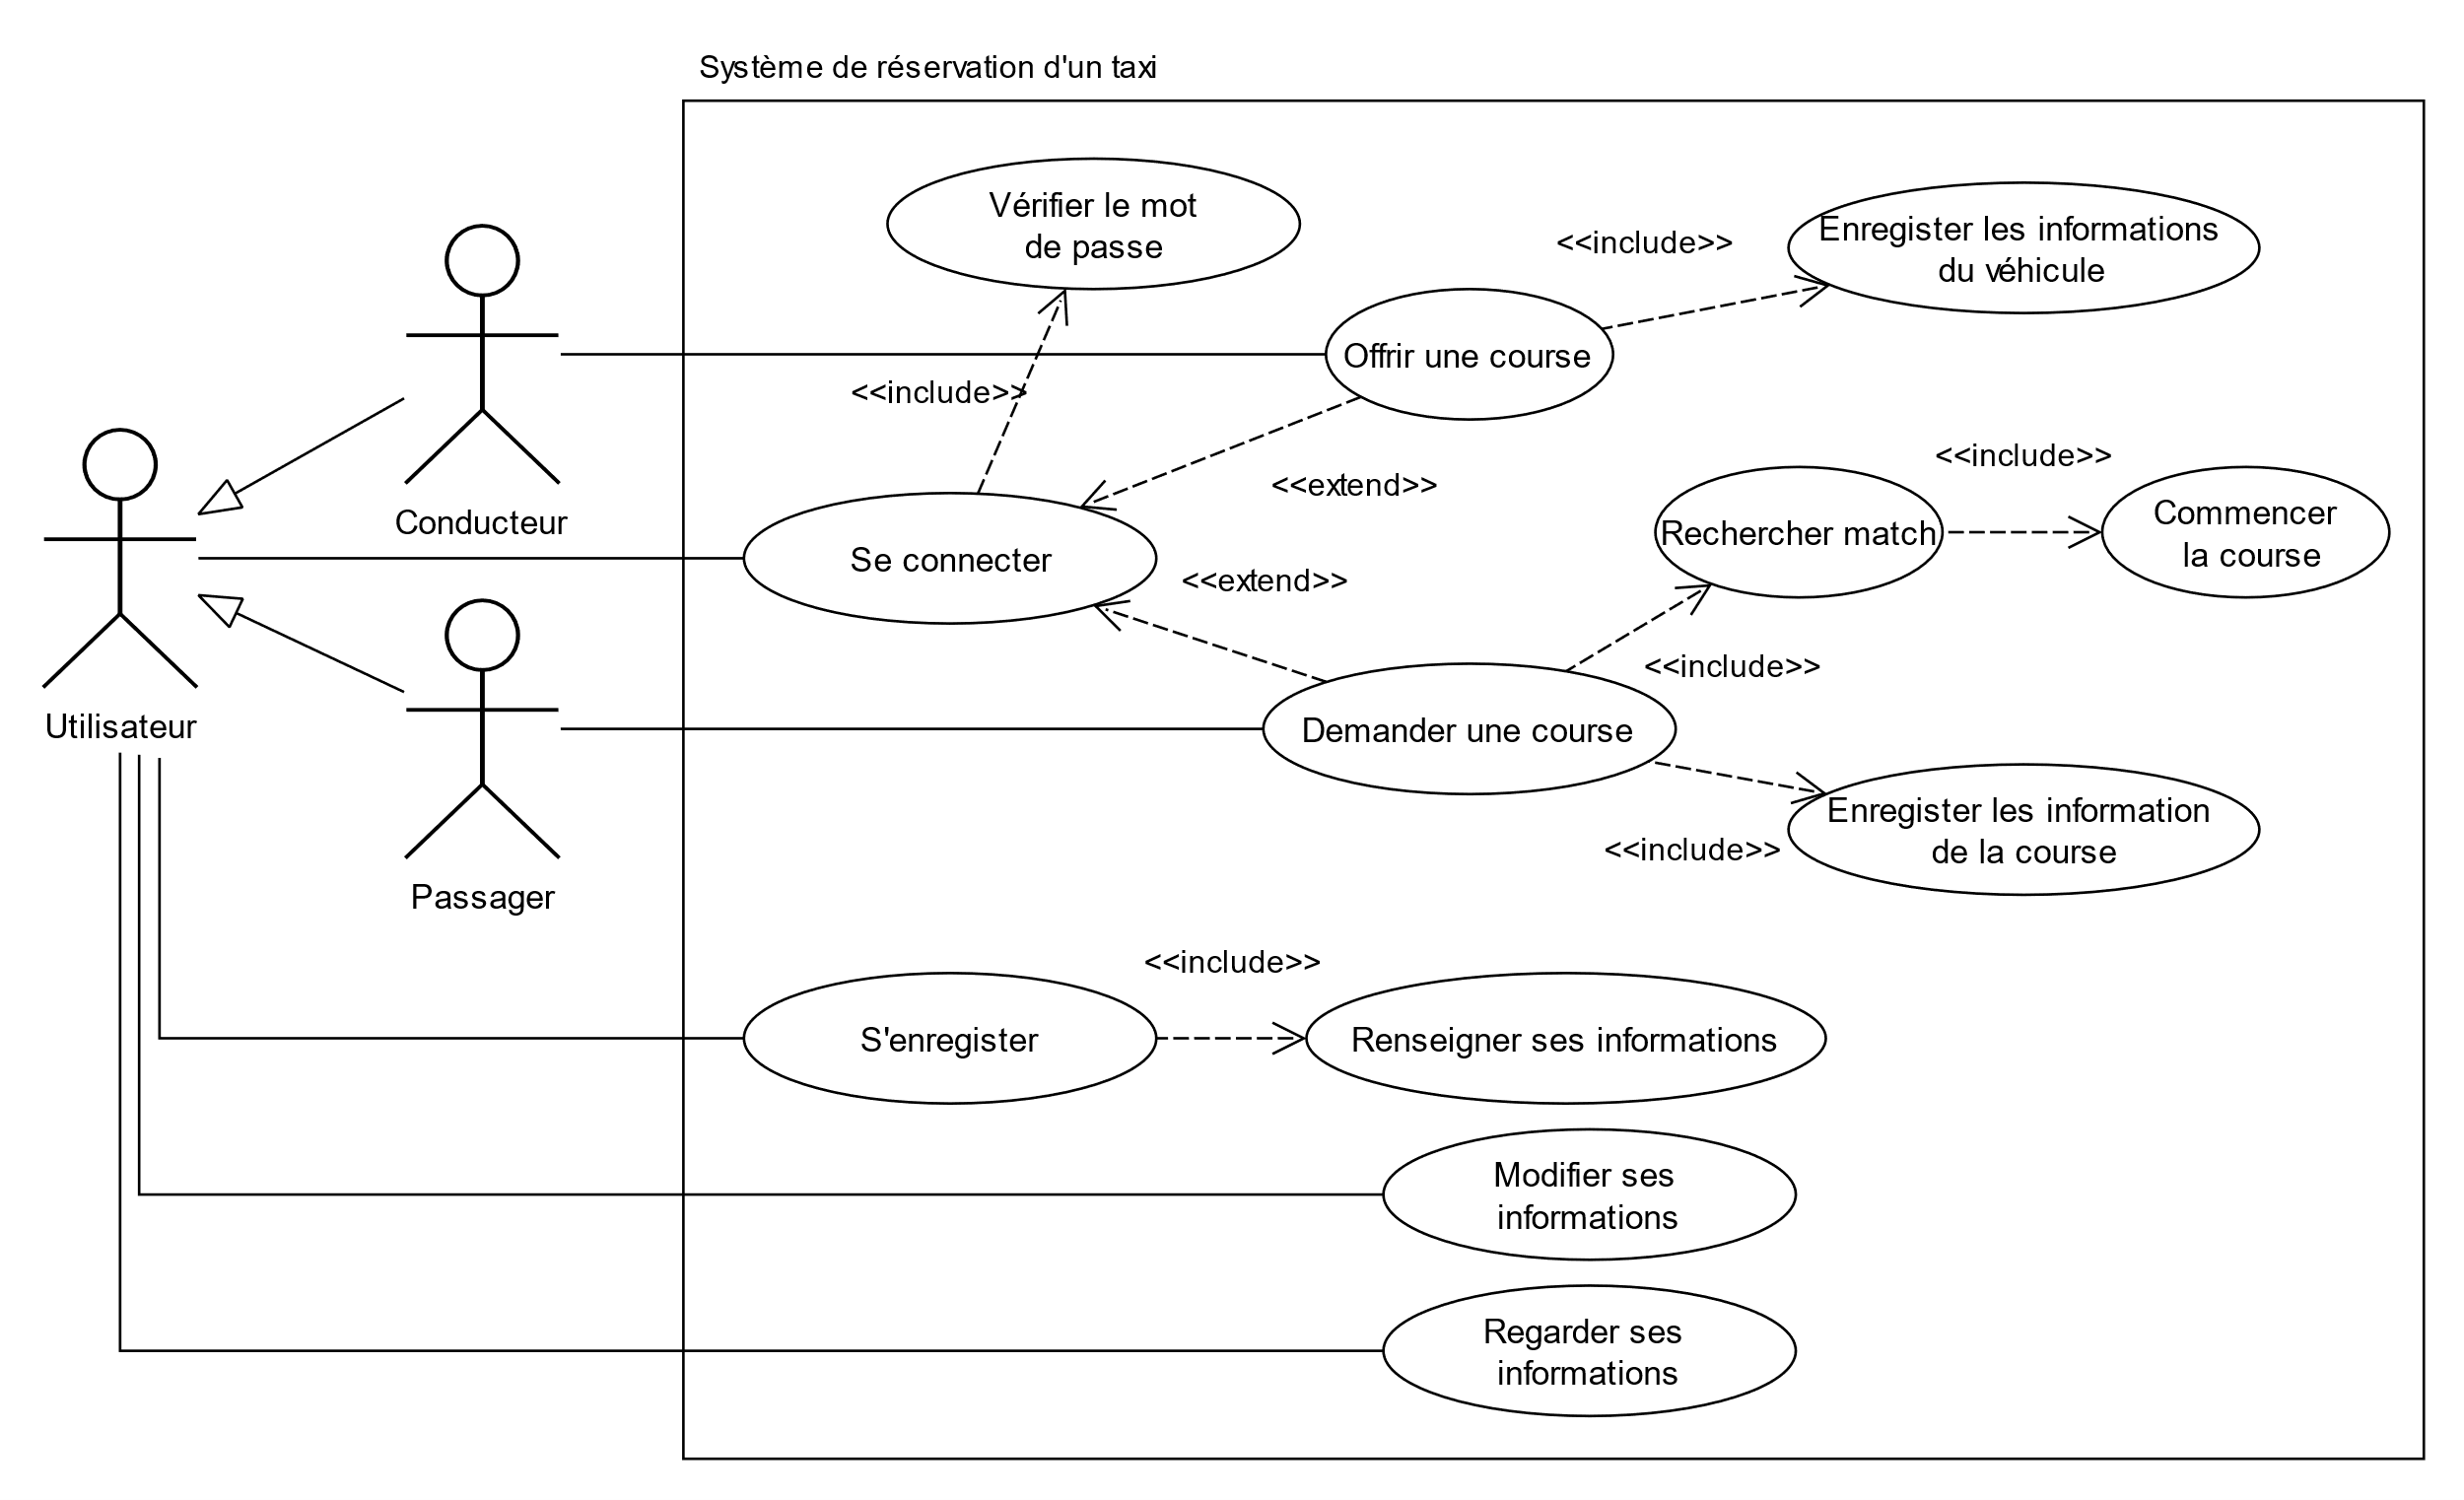 Système de réservation d'un taxi
Vérifier le mot
de passe
<<include>>
Enregister les informations
du véhicule
Offrir une course
<<include>>
<<extend>>
Conducteur
Se connecter
<<extend>>
<<include>>
Rechercher match
Commencer
la course
<<include>>
Utilisateur
Demander une course
Enregister les information
de la course
<<include>>
Passager
<<include>>
S'enregister
Renseigner ses informations
Modifier ses
informations
Regarder ses
informations